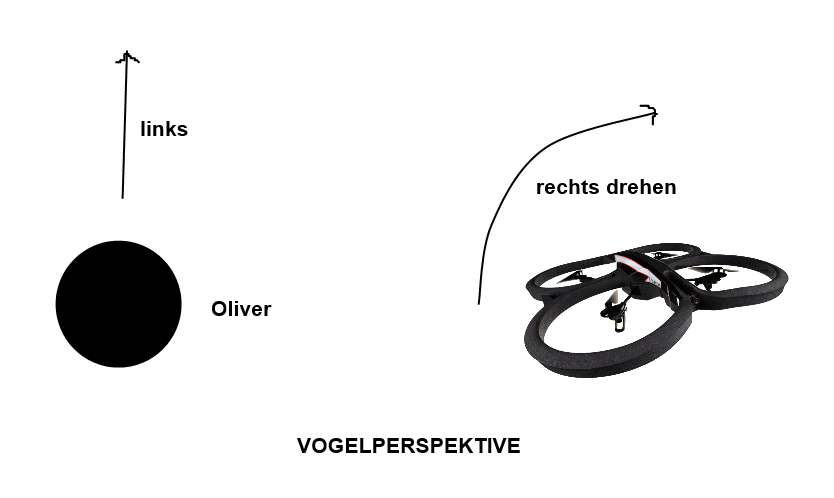 links
rechts drehen
Oliver
VOGELPERSPEKTIVE